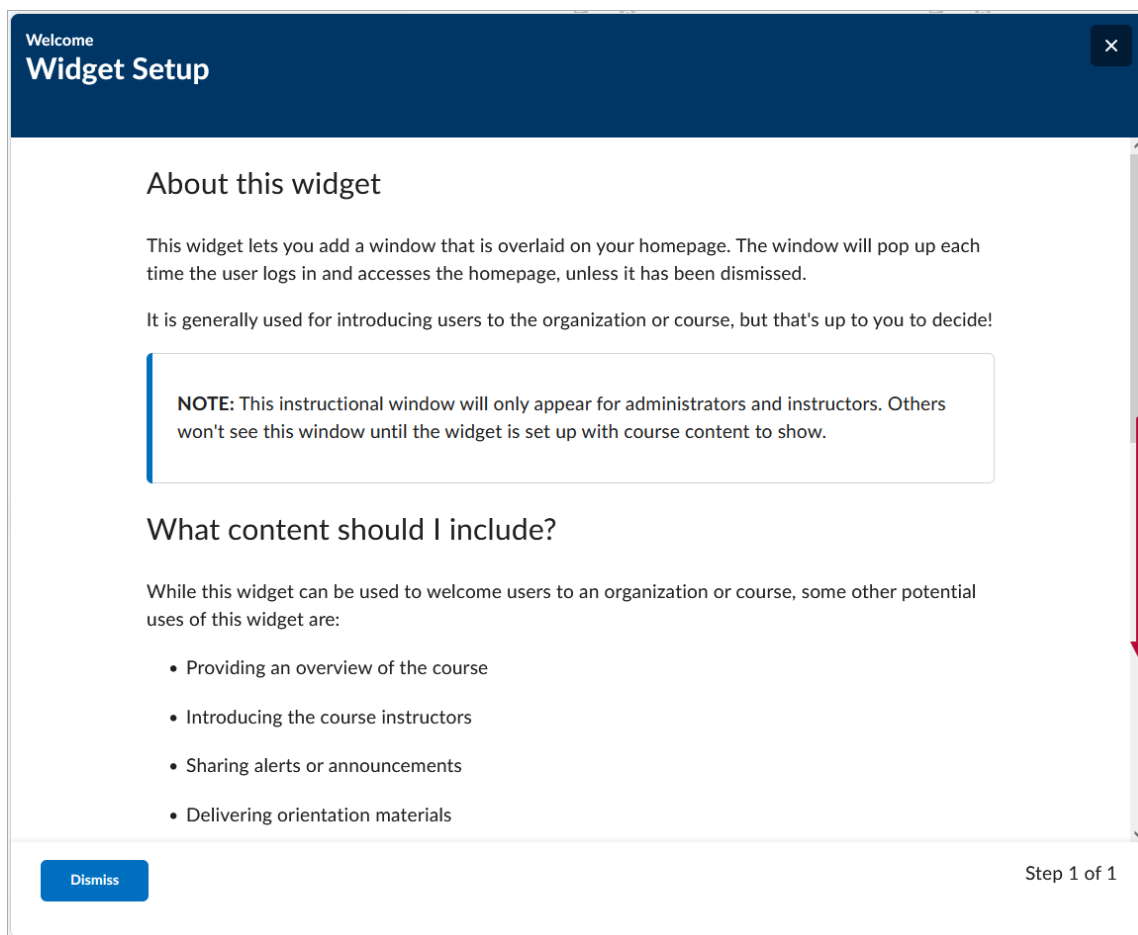 Welcome
Widget Setup
About this widget
This widget lets you add a window that is overlaid on your homepage. The window will pop up each
time the user logs in and accesses the homepage, unless it has been dismissed.
It is generally used for introducing users to the organization or course, but that's up to you to decide!
NOTE: This instructional window will only appear for administrators and instructors. Others
won't see this window until the widget is set up with course content to show.
What content should I include?
While this widget can be used to welcome users to an organization or course, some other potential
uses of this widget are:
• Providing an overview of the course
• Introducing the course instructors
• Sharing alerts or announcements
• Delivering orientation materials
Dismiss
Step 1 of 1